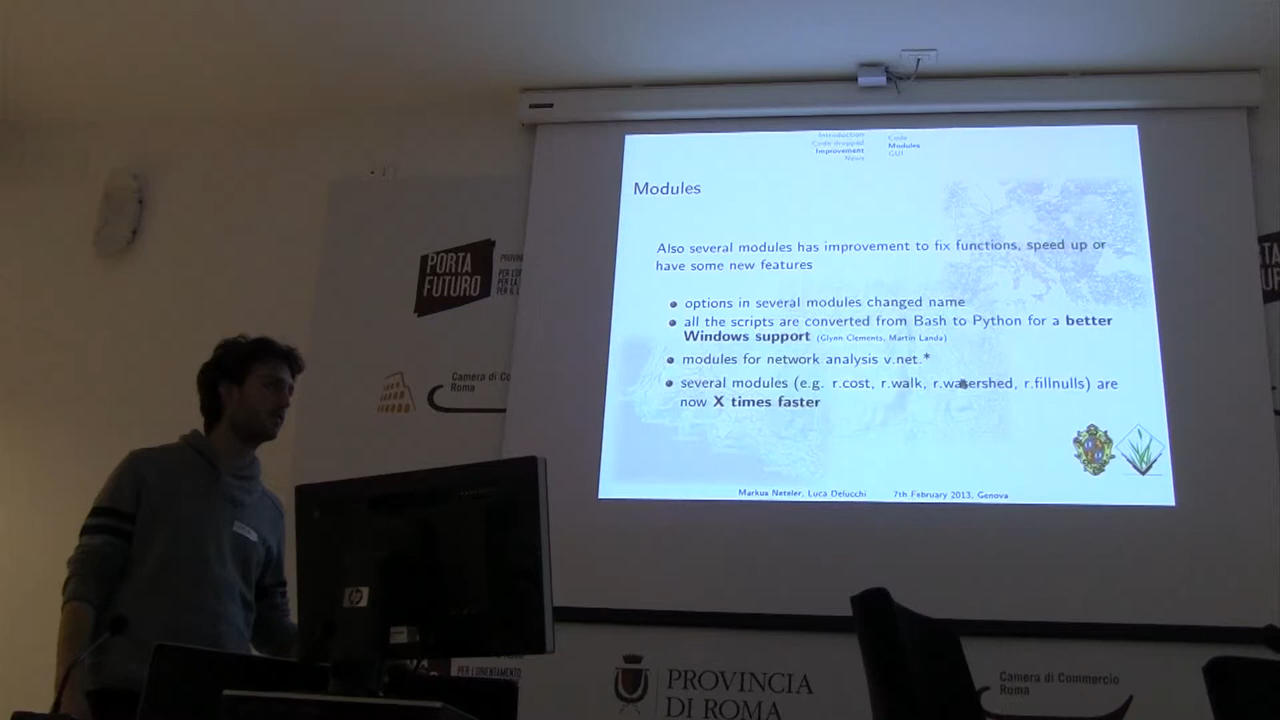 Introduction
Code dropped
Improvement
News
Code
Modules
GUI
Modules
Also several modules has improvement to fix functions, speed up or
have some new features
options in several modules changed name
all the scripts are converted from Bash to Python for a better
Windows support (Glynn Clements, Martin Landa)
modules for network analysis v.net.*
several modules (e.g. r.cost, r.walk, r.watershed, r.fillnulls) are
now X times faster
Markus Neteler, Luca Delucchi 7th February 2013, Genova
PORTA
FUTURO
Camera di Co
Roma
hp
PER L'ORIENTAMENTO
PROVINCIA
DI ROMA
Camera di Commercio
Roma